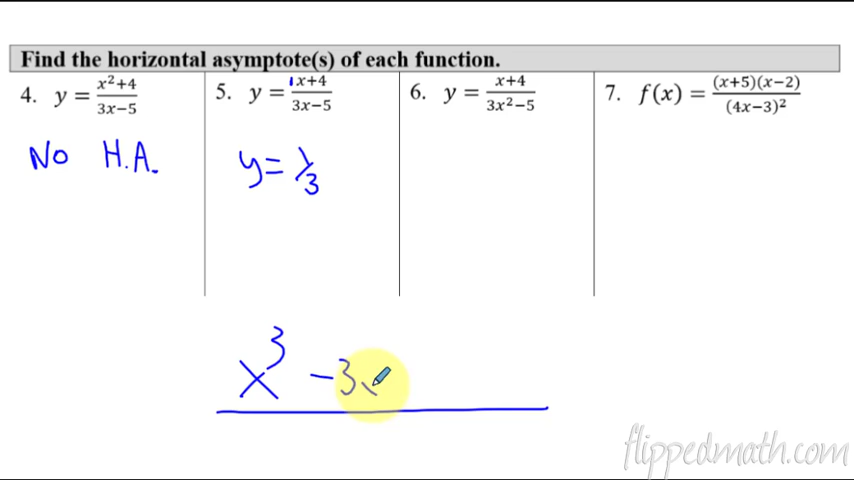 Find the horizontal asymptote(s) of each function.
4. y = x²+4 / 3x−5
5. y = 1x+4 / 3x−5
6. y = x+4 / 3x²−5
7. f(x) = (x+5)(x−2) / (4x−3)²
No H.A.
y = 1/3
x³ − 3
flippedmath.com